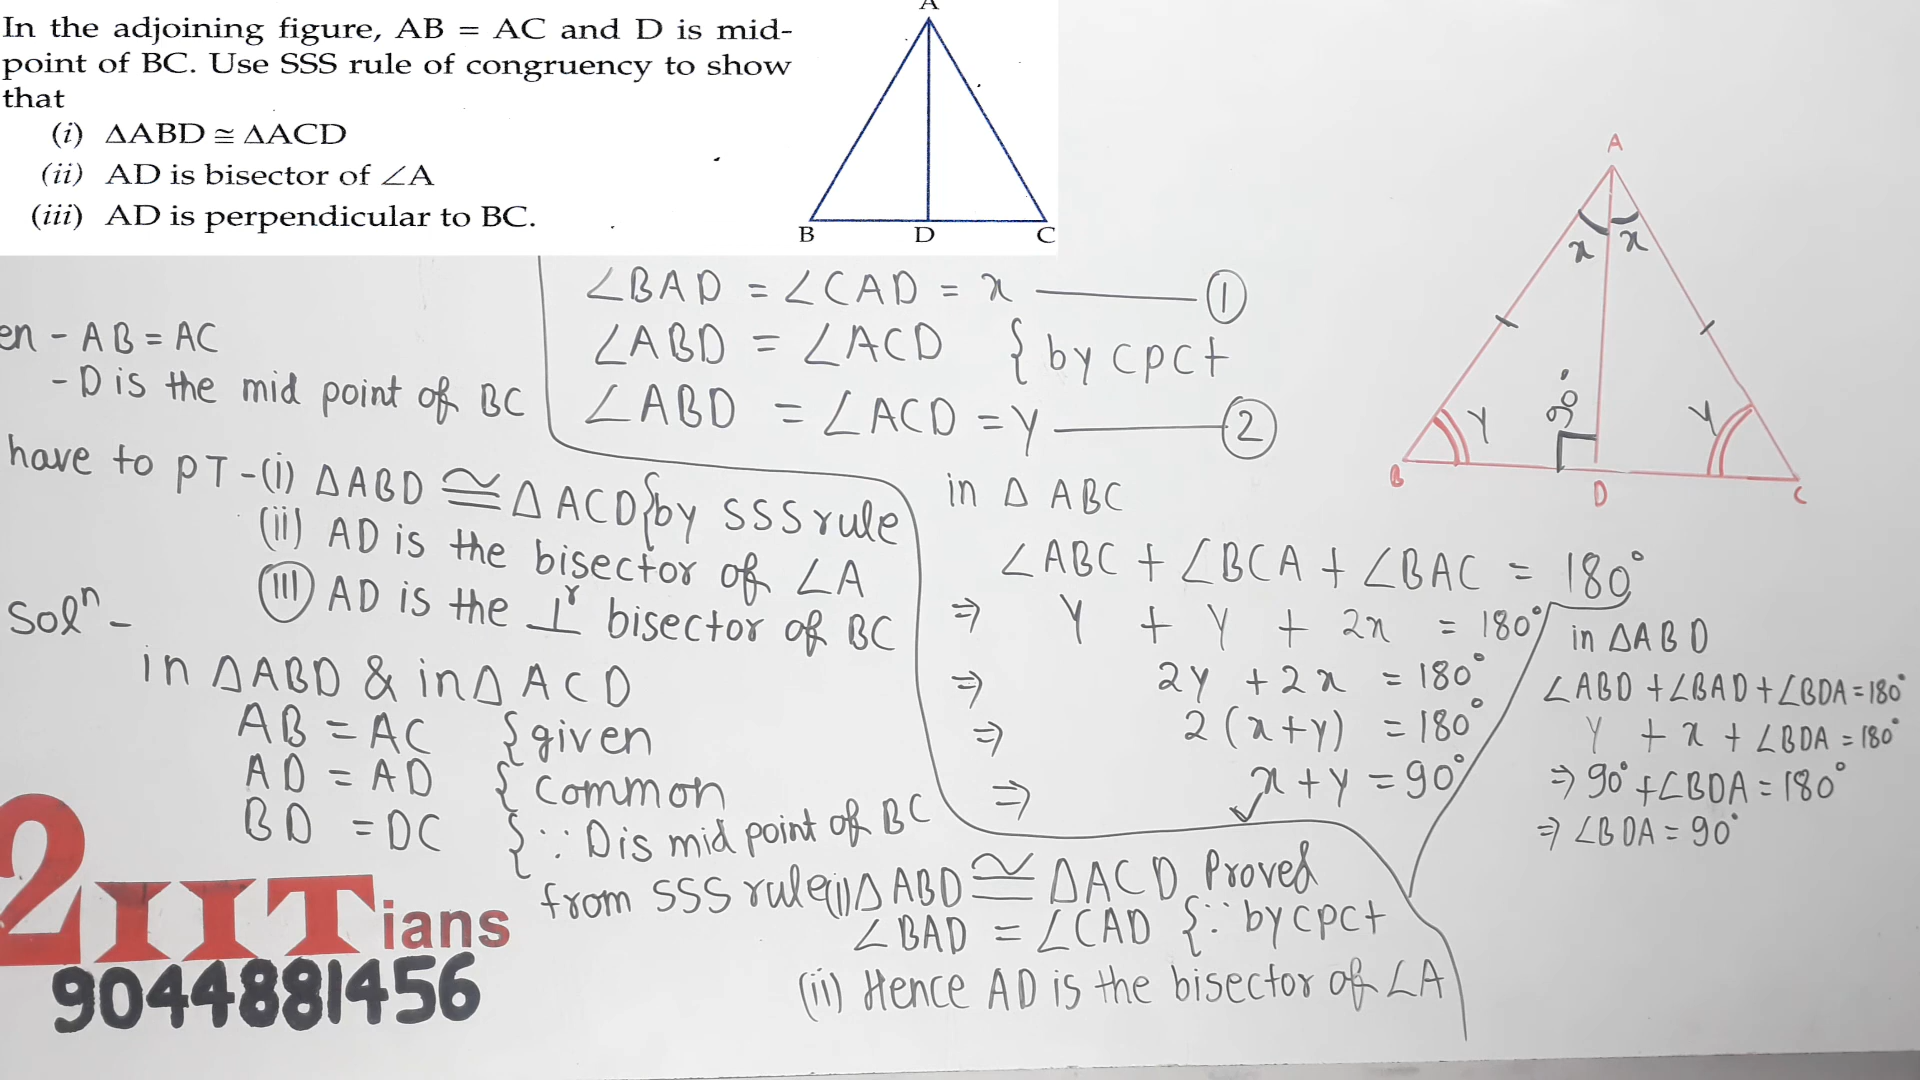 In the adjoining figure, AB = AC and D is mid-
point of BC. Use SSS rule of congruency to show
that
(i) ΔABD ≅ ΔACD
(ii) AD is bisector of ∠A
(iii) AD is perpendicular to BC.
A
B D C
en - AB = AC
- D is the mid point of BC
have to PT - (i) ΔABD ≅ ΔACD {by SSS rule
(ii) AD is the bisector of ∠A
(III) AD is the ⊥r bisector of BC
Soln -
in ΔABD & in Δ ACD
AB = AC {given
AD = AD {common
BD = DC {∵ D is mid point of BC
from SSS rule (i) ΔABD ≅ ΔACD Proved
∠BAD = ∠CAD {∵ by cpct
(ii) Hence AD is the bisector of ∠A
∠BAD = ∠CAD = x — 1
∠ABD = ∠ACD {by cpct
∠ABD = ∠ACD = y — 2
in Δ ABC
∠ABC + ∠BCA + ∠BAC = 180°
⇒ y + y + 2x = 180°
⇒ 2y + 2x = 180°
⇒ 2(x+y) = 180°
⇒ x + y = 90°
in ΔABD
∠ABD + ∠BAD + ∠BDA = 180°
y + x + ∠BDA = 180°
⇒ 90° + ∠BDA = 180°
⇒ ∠BDA = 90°
A
x x
y 90° y
B D C
2IITians
9044881456